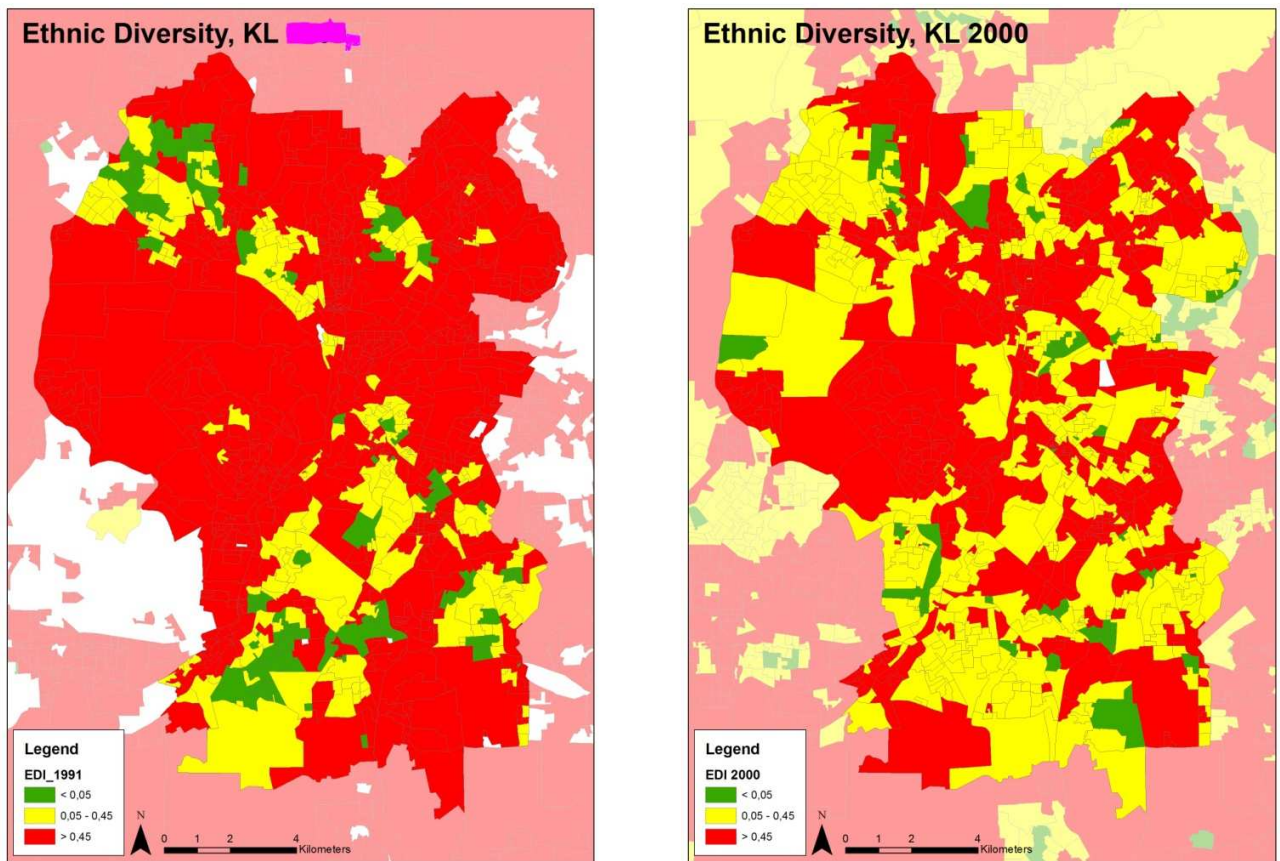 Ethnic Diversity, KL
Legend
EDI_1991
< 0,05
0,05 - 0,45
> 0,45
N
0 1 2 4
Kilometers
Ethnic Diversity, KL 2000
Legend
EDI 2000
< 0,05
0,05 - 0,45
> 0,45
N
0 1 2 4
Kilometers